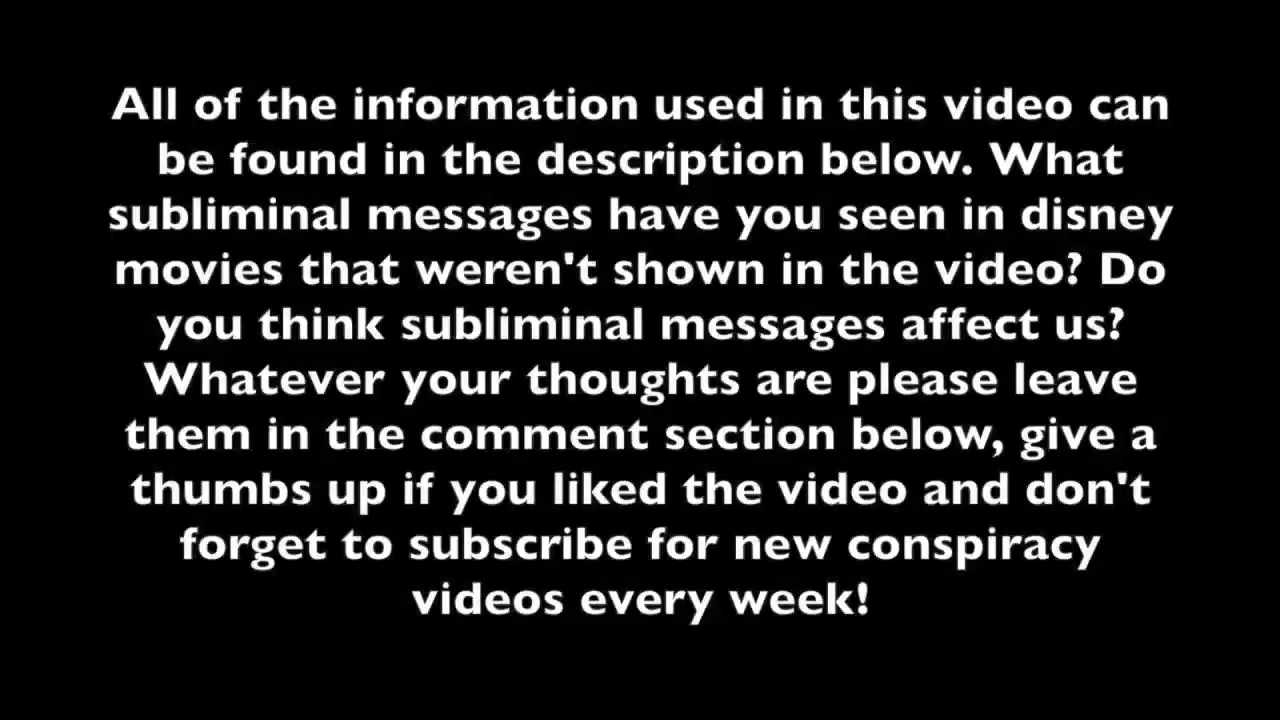 All of the information used in this video can
be found in the description below. What
subliminal messages have you seen in disney
movies that weren't shown in the video? Do
you think subliminal messages affect us?
Whatever your thoughts are please leave
them in the comment section below, give a
thumbs up if you liked the video and don't
forget to subscribe for new conspiracy
videos every week!